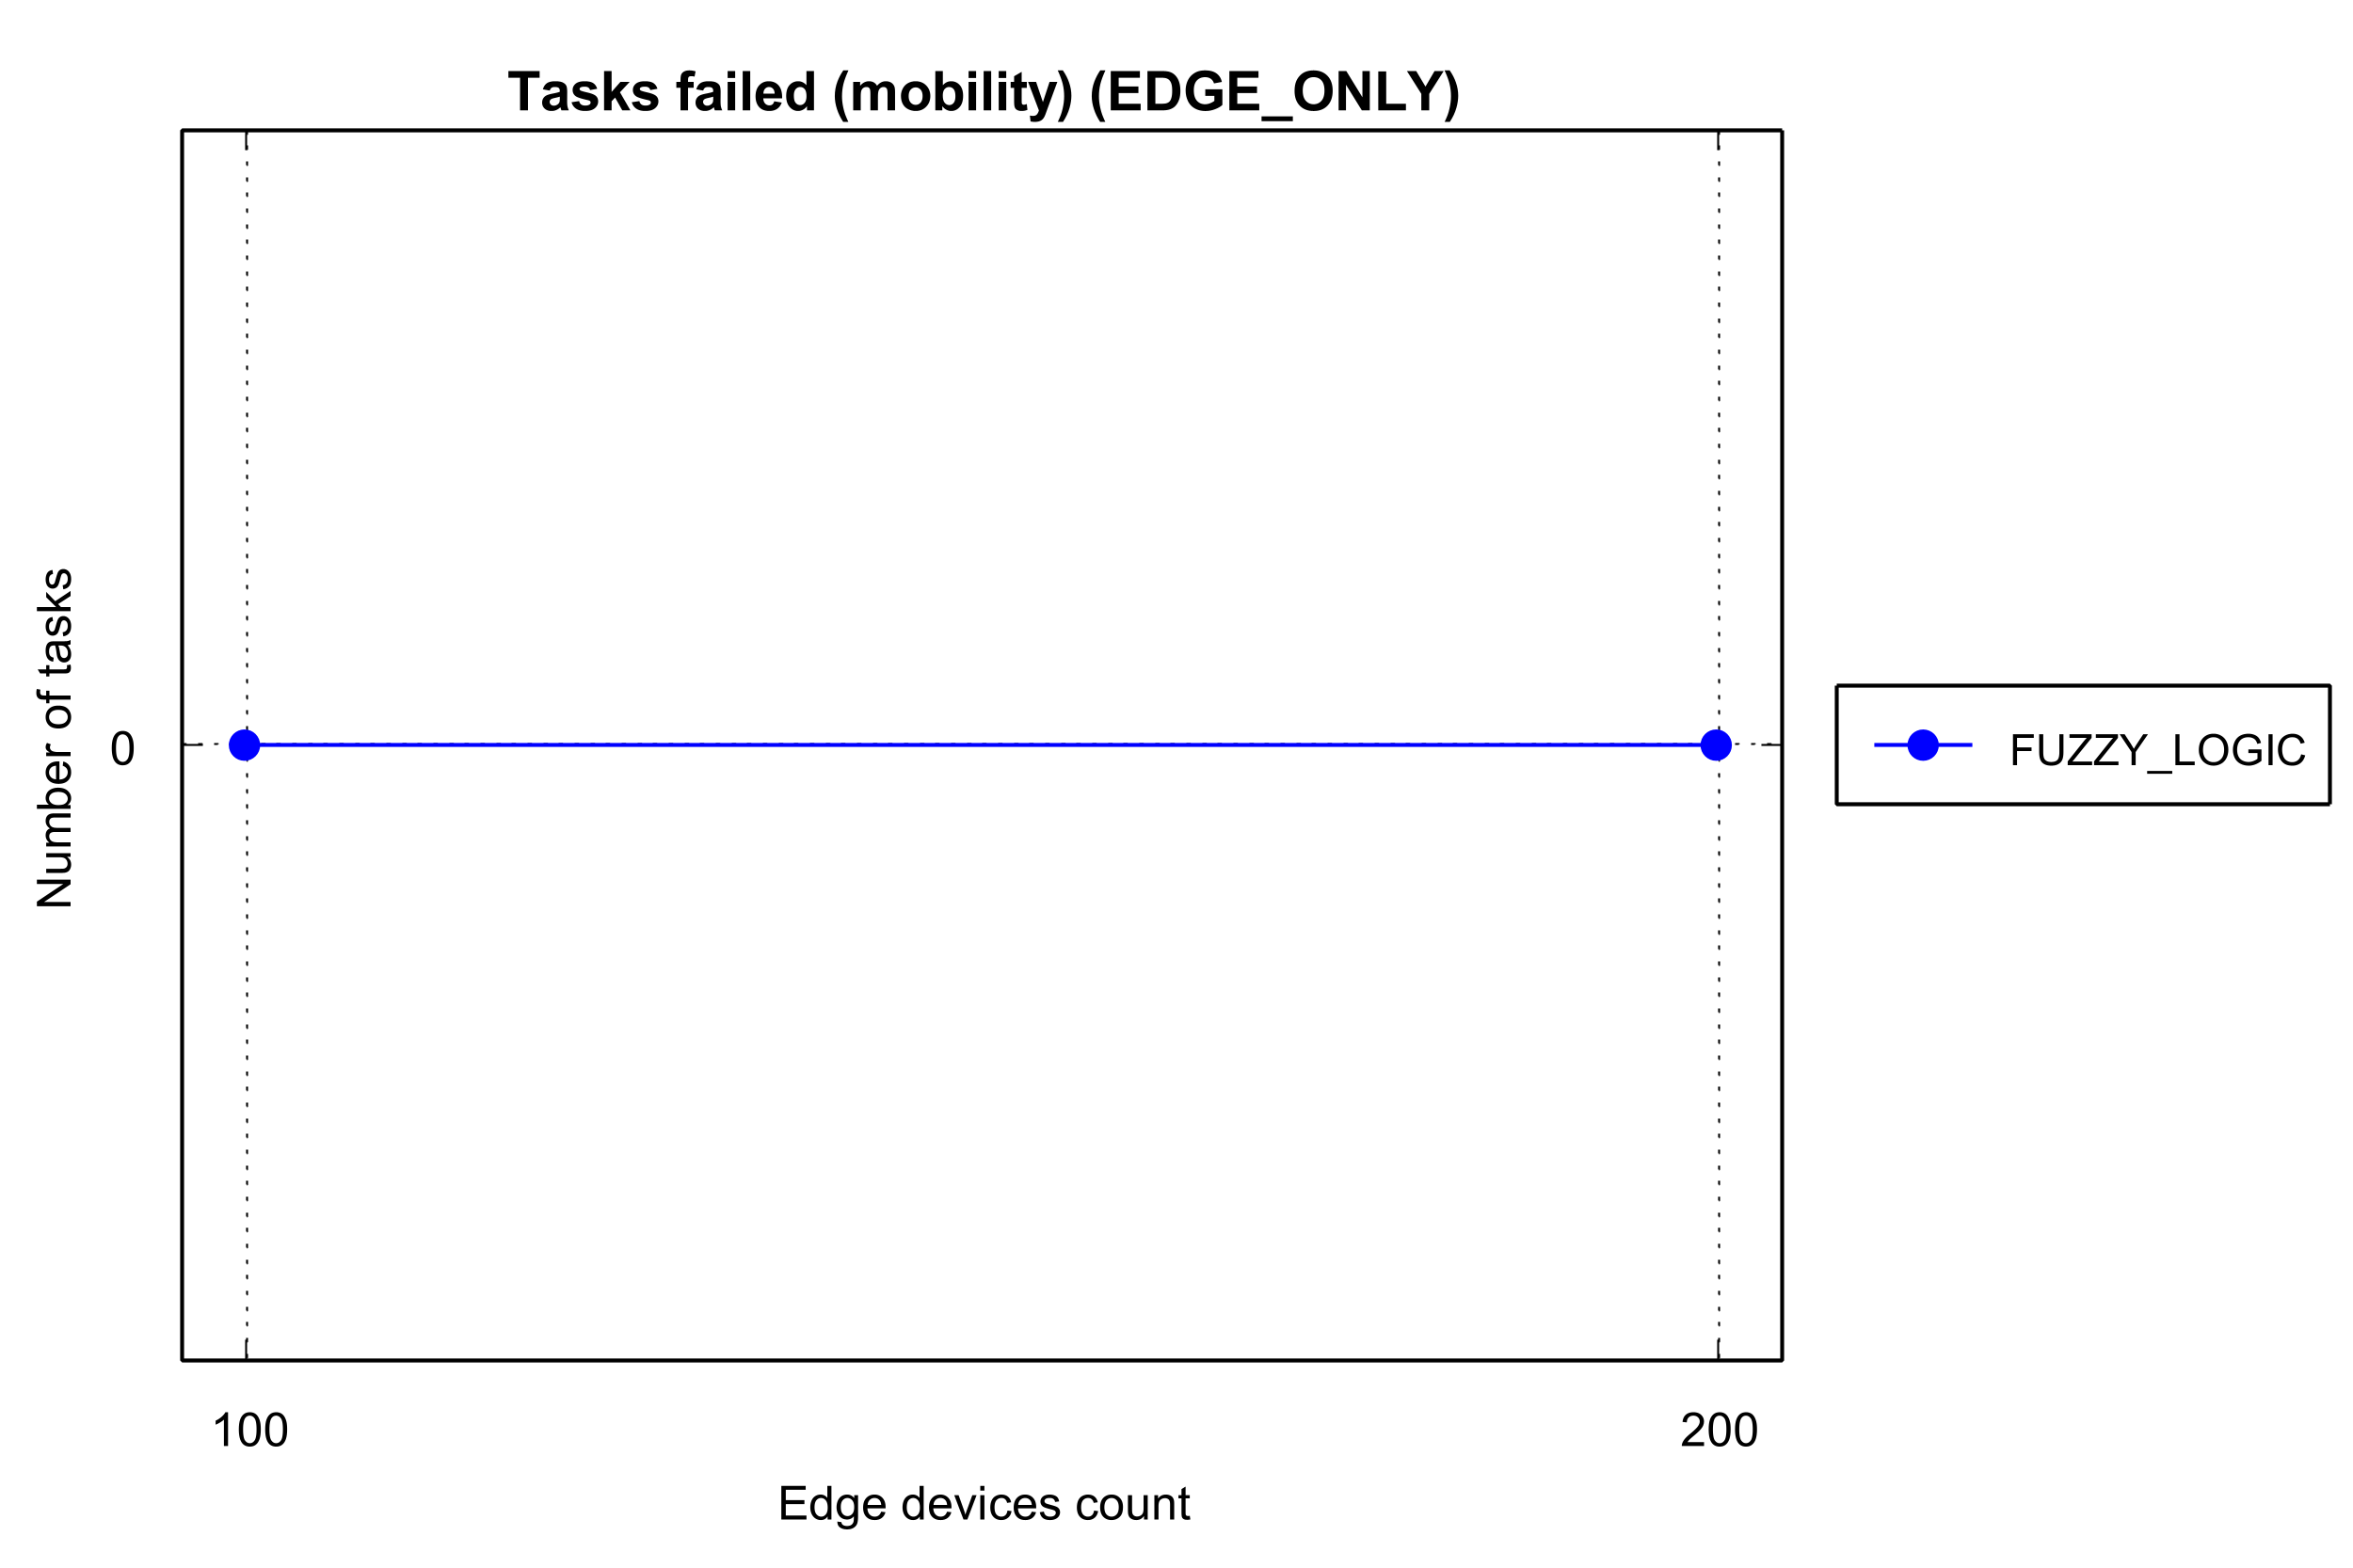 Tasks failed (mobility) (EDGE_ONLY)
Number of tasks
0
FUZZY_LOGIC
100
200
Edge devices count